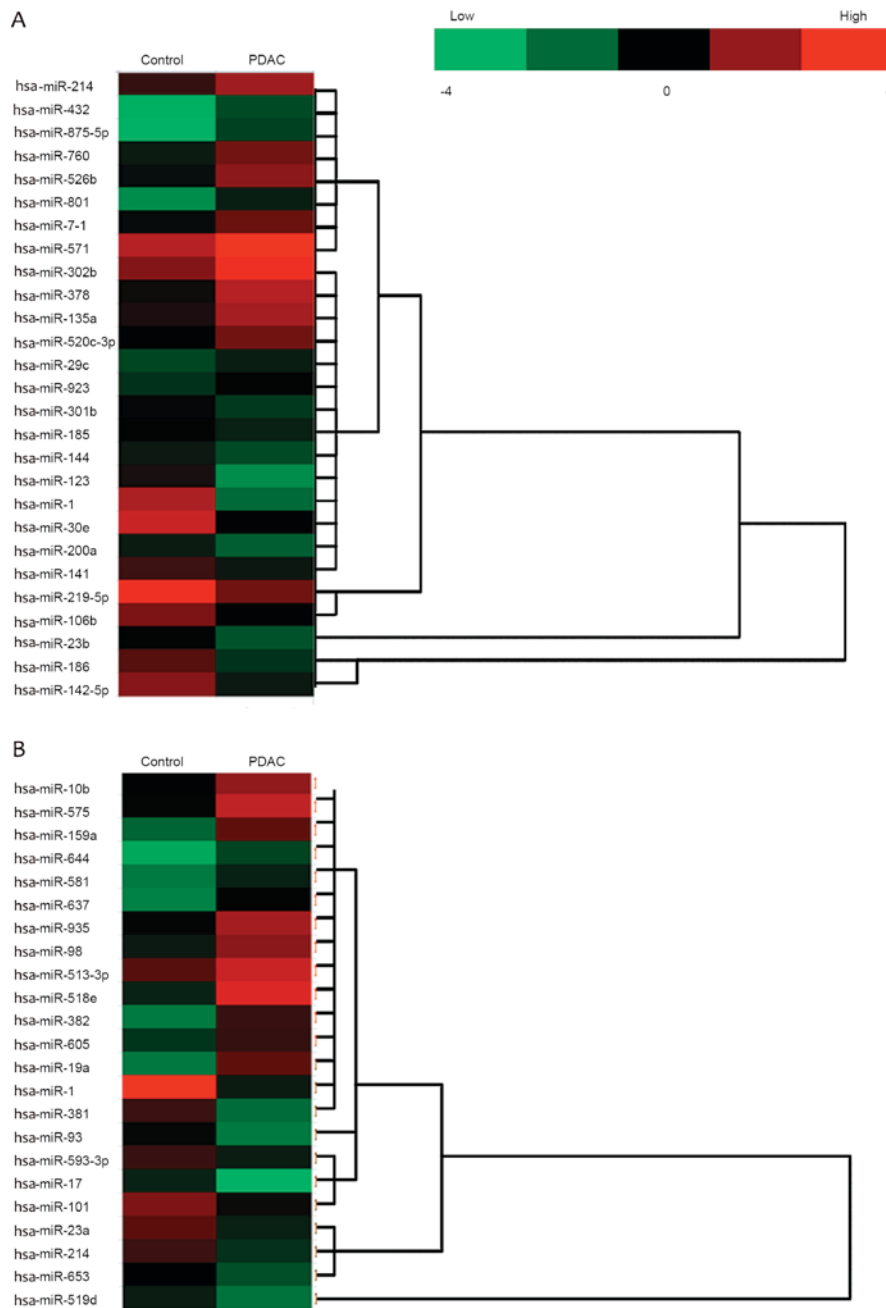 A
Low High
-4 0
Control PDAC
hsa-miR-214
hsa-miR-432
hsa-miR-875-5p
hsa-miR-760
hsa-miR-526b
hsa-miR-801
hsa-miR-7-1
hsa-miR-571
hsa-miR-302b
hsa-miR-378
hsa-miR-135a
hsa-miR-520c-3p
hsa-miR-29c
hsa-miR-923
hsa-miR-301b
hsa-miR-185
hsa-miR-144
hsa-miR-123
hsa-miR-1
hsa-miR-30e
hsa-miR-200a
hsa-miR-141
hsa-miR-219-5p
hsa-miR-106b
hsa-miR-23b
hsa-miR-186
hsa-miR-142-5p
B
Control PDAC
hsa-miR-10b
hsa-miR-575
hsa-miR-159a
hsa-miR-644
hsa-miR-581
hsa-miR-637
hsa-miR-935
hsa-miR-98
hsa-miR-513-3p
hsa-miR-518e
hsa-miR-382
hsa-miR-605
hsa-miR-19a
hsa-miR-1
hsa-miR-381
hsa-miR-93
hsa-miR-593-3p
hsa-miR-17
hsa-miR-101
hsa-miR-23a
hsa-miR-214
hsa-miR-653
hsa-miR-519d